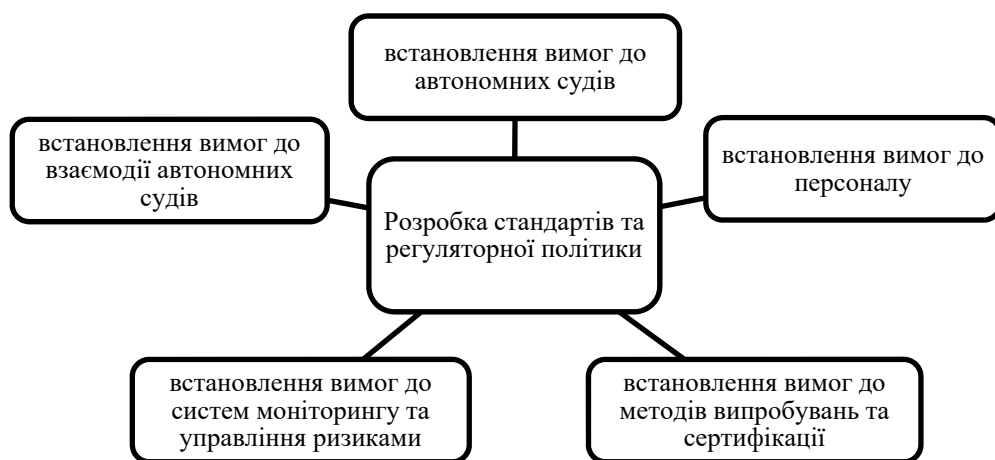 встановлення вимог до
автономних судів
встановлення вимог до
взаємодії автономних
судів
встановлення вимог до
персоналу
Розробка стандартів та
регуляторної політики
встановлення вимог до
систем моніторингу та
управління ризиками
встановлення вимог до
методів випробувань та
сертифікації